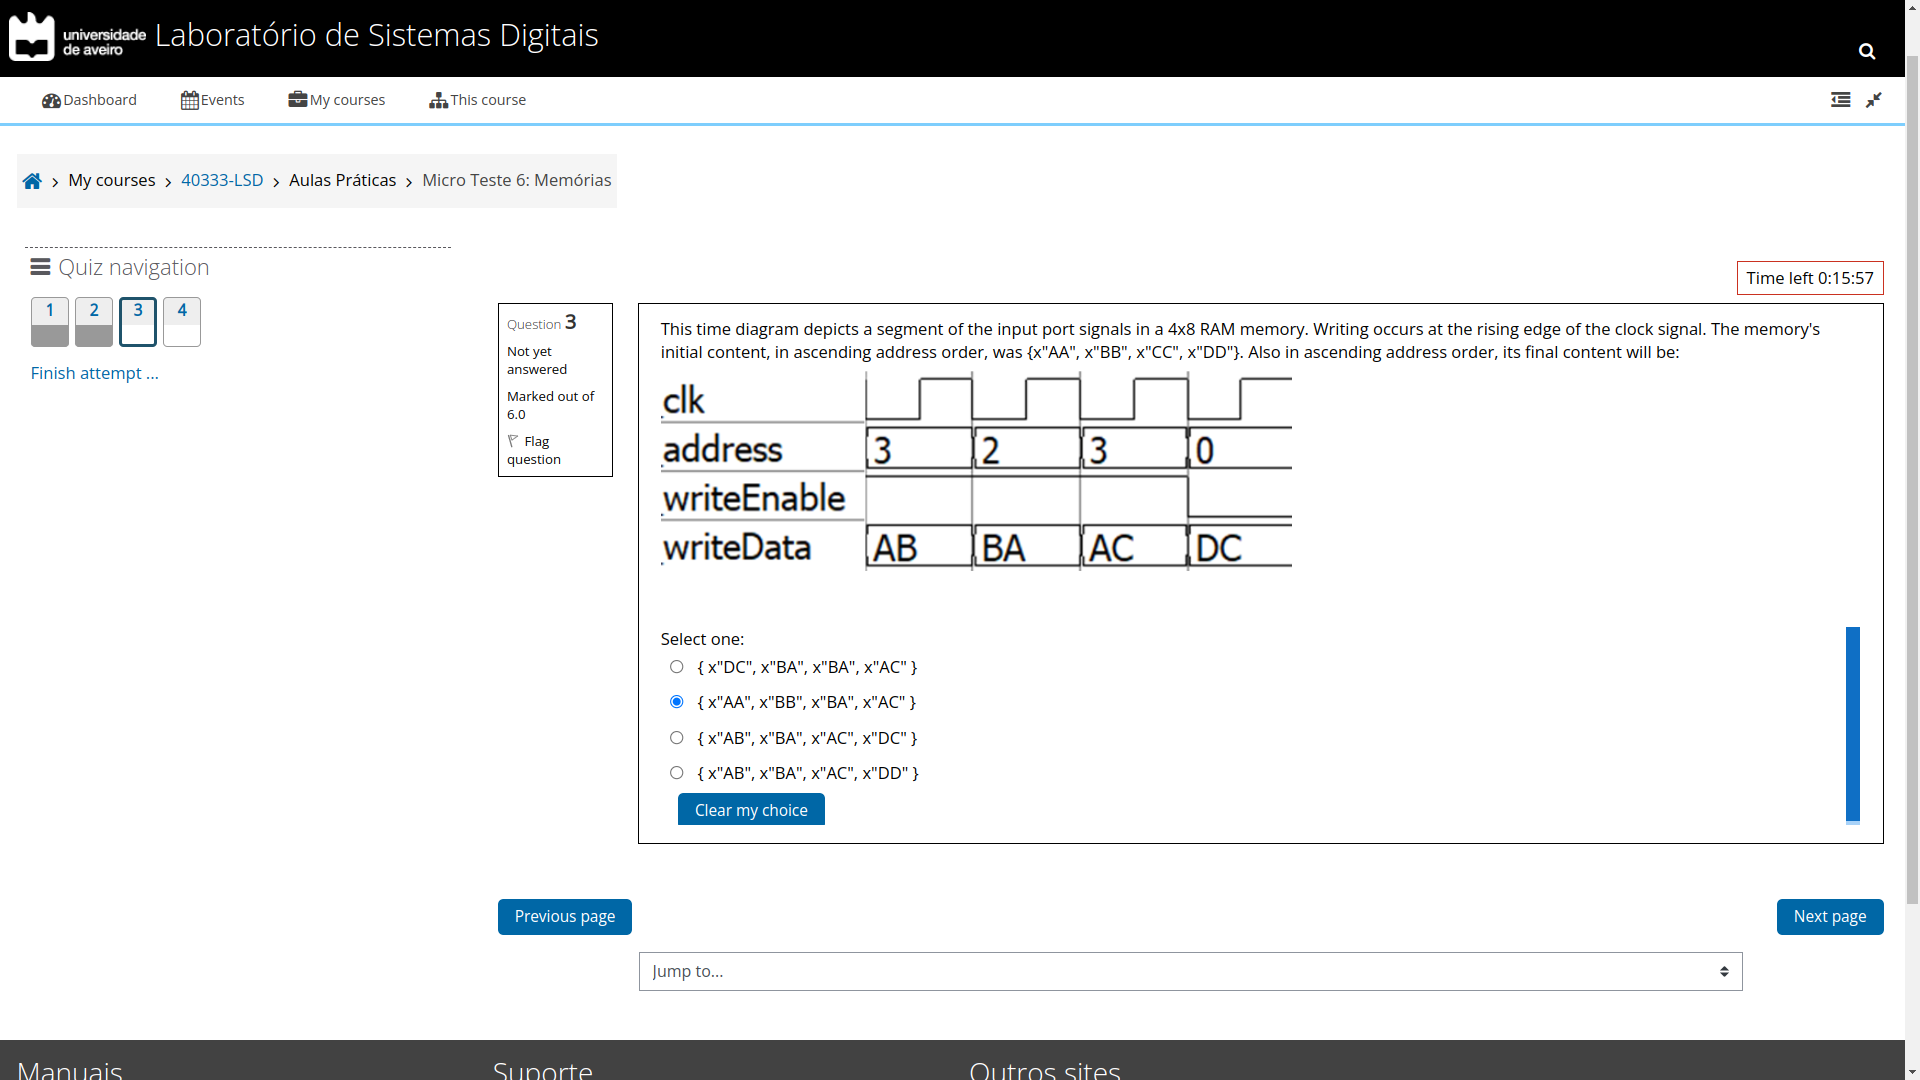 universidade
de aveiro
Laboratório de Sistemas Digitais
Dashboard
Events
My courses
This course
My courses
40333-LSD
Aulas Práticas
Micro Teste 6: Memórias
Quiz navigation
1
2
3
4
Finish attempt ...
Time left 0:15:57
Question 3
Not yet
answered
Marked out of
6.0
Flag
question
This time diagram depicts a segment of the input port signals in a 4x8 RAM memory. Writing occurs at the rising edge of the clock signal. The memory's
initial content, in ascending address order, was {x"AA", x"BB", x"CC", x"DD"}. Also in ascending address order, its final content will be:
clk
address
3
2
3
0
writeEnable
writeData
AB
BA
AC
DC
Select one:
{ x"DC", x"BA", x"BA", x"AC" }
{ x"AA", x"BB", x"BA", x"AC" }
{ x"AB", x"BA", x"AC", x"DC" }
{ x"AB", x"BA", x"AC", x"DD" }
Clear my choice
Previous page
Next page
Jump to...
Manuais
Suporte
Outros sites